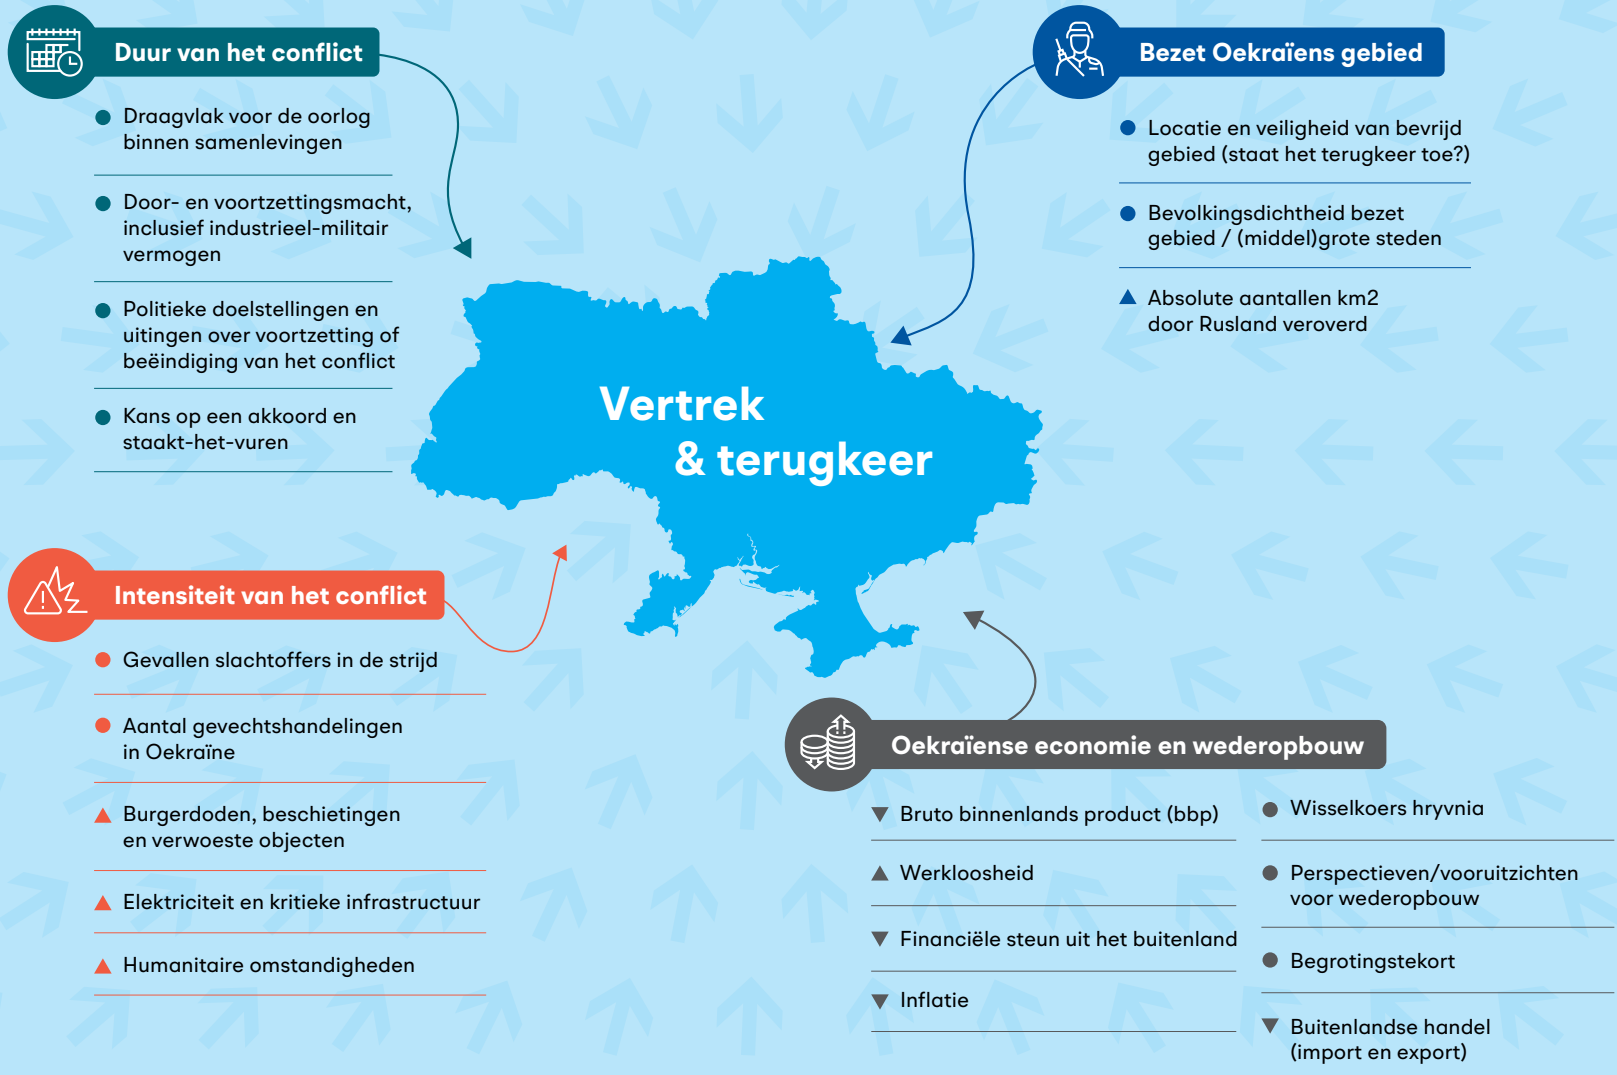 Duur van het conflict
Draagvlak voor de oorlog
binnen samenlevingen
Door- en voortzettingsmacht,
inclusief industrieel-militair
vermogen
Politieke doelstellingen en
uitingen over voortzetting of
beëindiging van het conflict
Kans op een akkoord en
staakt-het-vuren
Bezet Oekraïens gebied
Locatie en veiligheid van bevrijd
gebied (staat het terugkeer toe?)
Bevolkingsdichtheid bezet
gebied / (middel)grote steden
Absolute aantallen km2
door Rusland veroverd
Vertrek
& terugkeer
Intensiteit van het conflict
Gevallen slachtoffers in de strijd
Aantal gevechtshandelingen
in Oekraïne
Burgerdoden, beschietingen
en verwoeste objecten
Elektriciteit en kritieke infrastructuur
Humanitaire omstandigheden
Oekraïense economie en wederopbouw
Bruto binnenlands product (bbp)
Werkloosheid
Financiële steun uit het buitenland
Inflatie
Wisselkoers hryvnia
Perspectieven/vooruitzichten
voor wederopbouw
Begrotingstekort
Buitenlandse handel
(import en export)